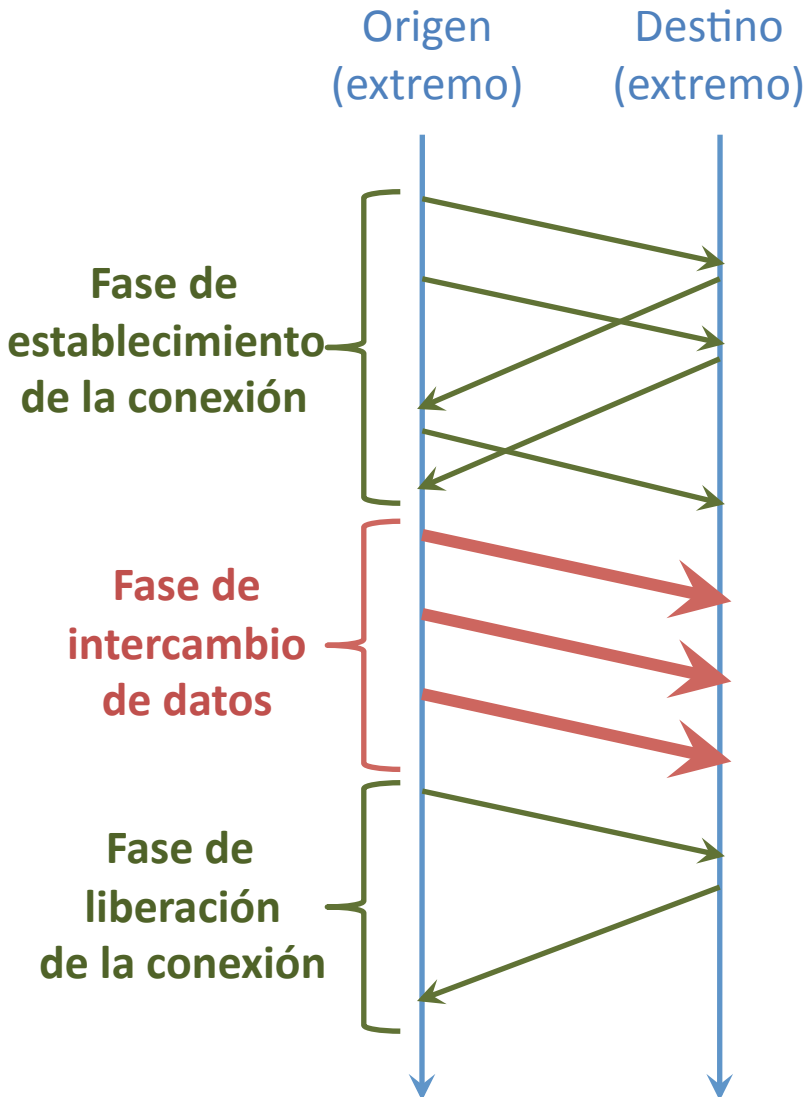 Origen
(extremo)
Destino
(extremo)
Fase de
establecimiento
de la conexión
Fase de
intercambio
de datos
Fase de
liberación
de la conexión